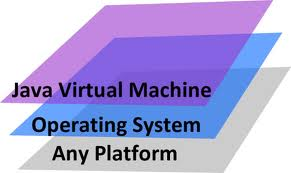 Java Virtual Machine
Operating System
Any Platform